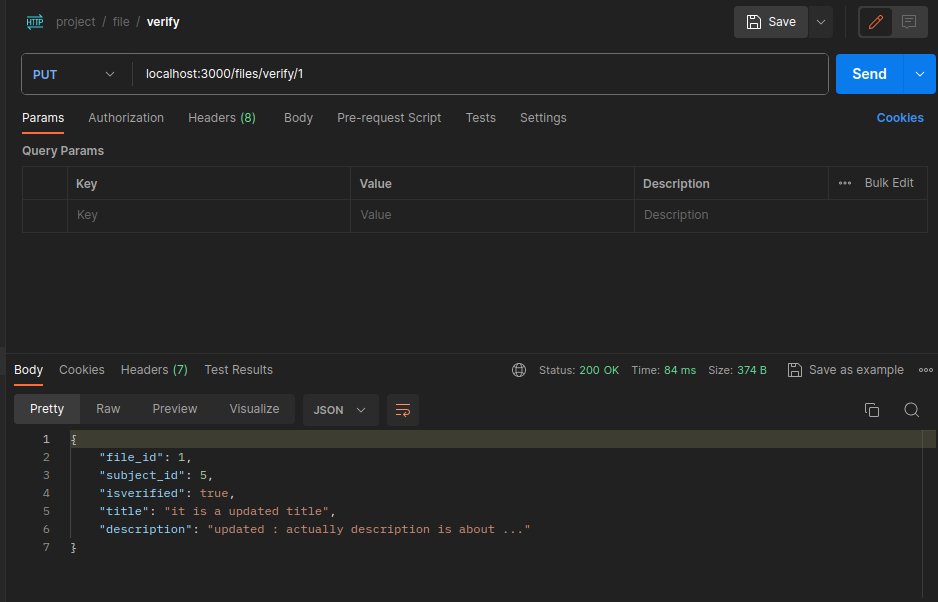 HTTP project / file / verify Save
PUT localhost:3000/files/verify/1 Send
Params Authorization Headers (8) Body Pre-request Script Tests Settings Cookies
Query Params
Key Value Description ••• Bulk Edit
Key Value Description
Body Cookies Headers (7) Test Results Status: 200 OK Time: 84 ms Size: 374 B Save as example
Pretty Raw Preview Visualize JSON
1 {
2 "file_id": 1,
3 "subject_id": 5,
4 "isverified": true,
5 "title": "it is a updated title",
6 "description": "updated : actually description is about ..."
7 }